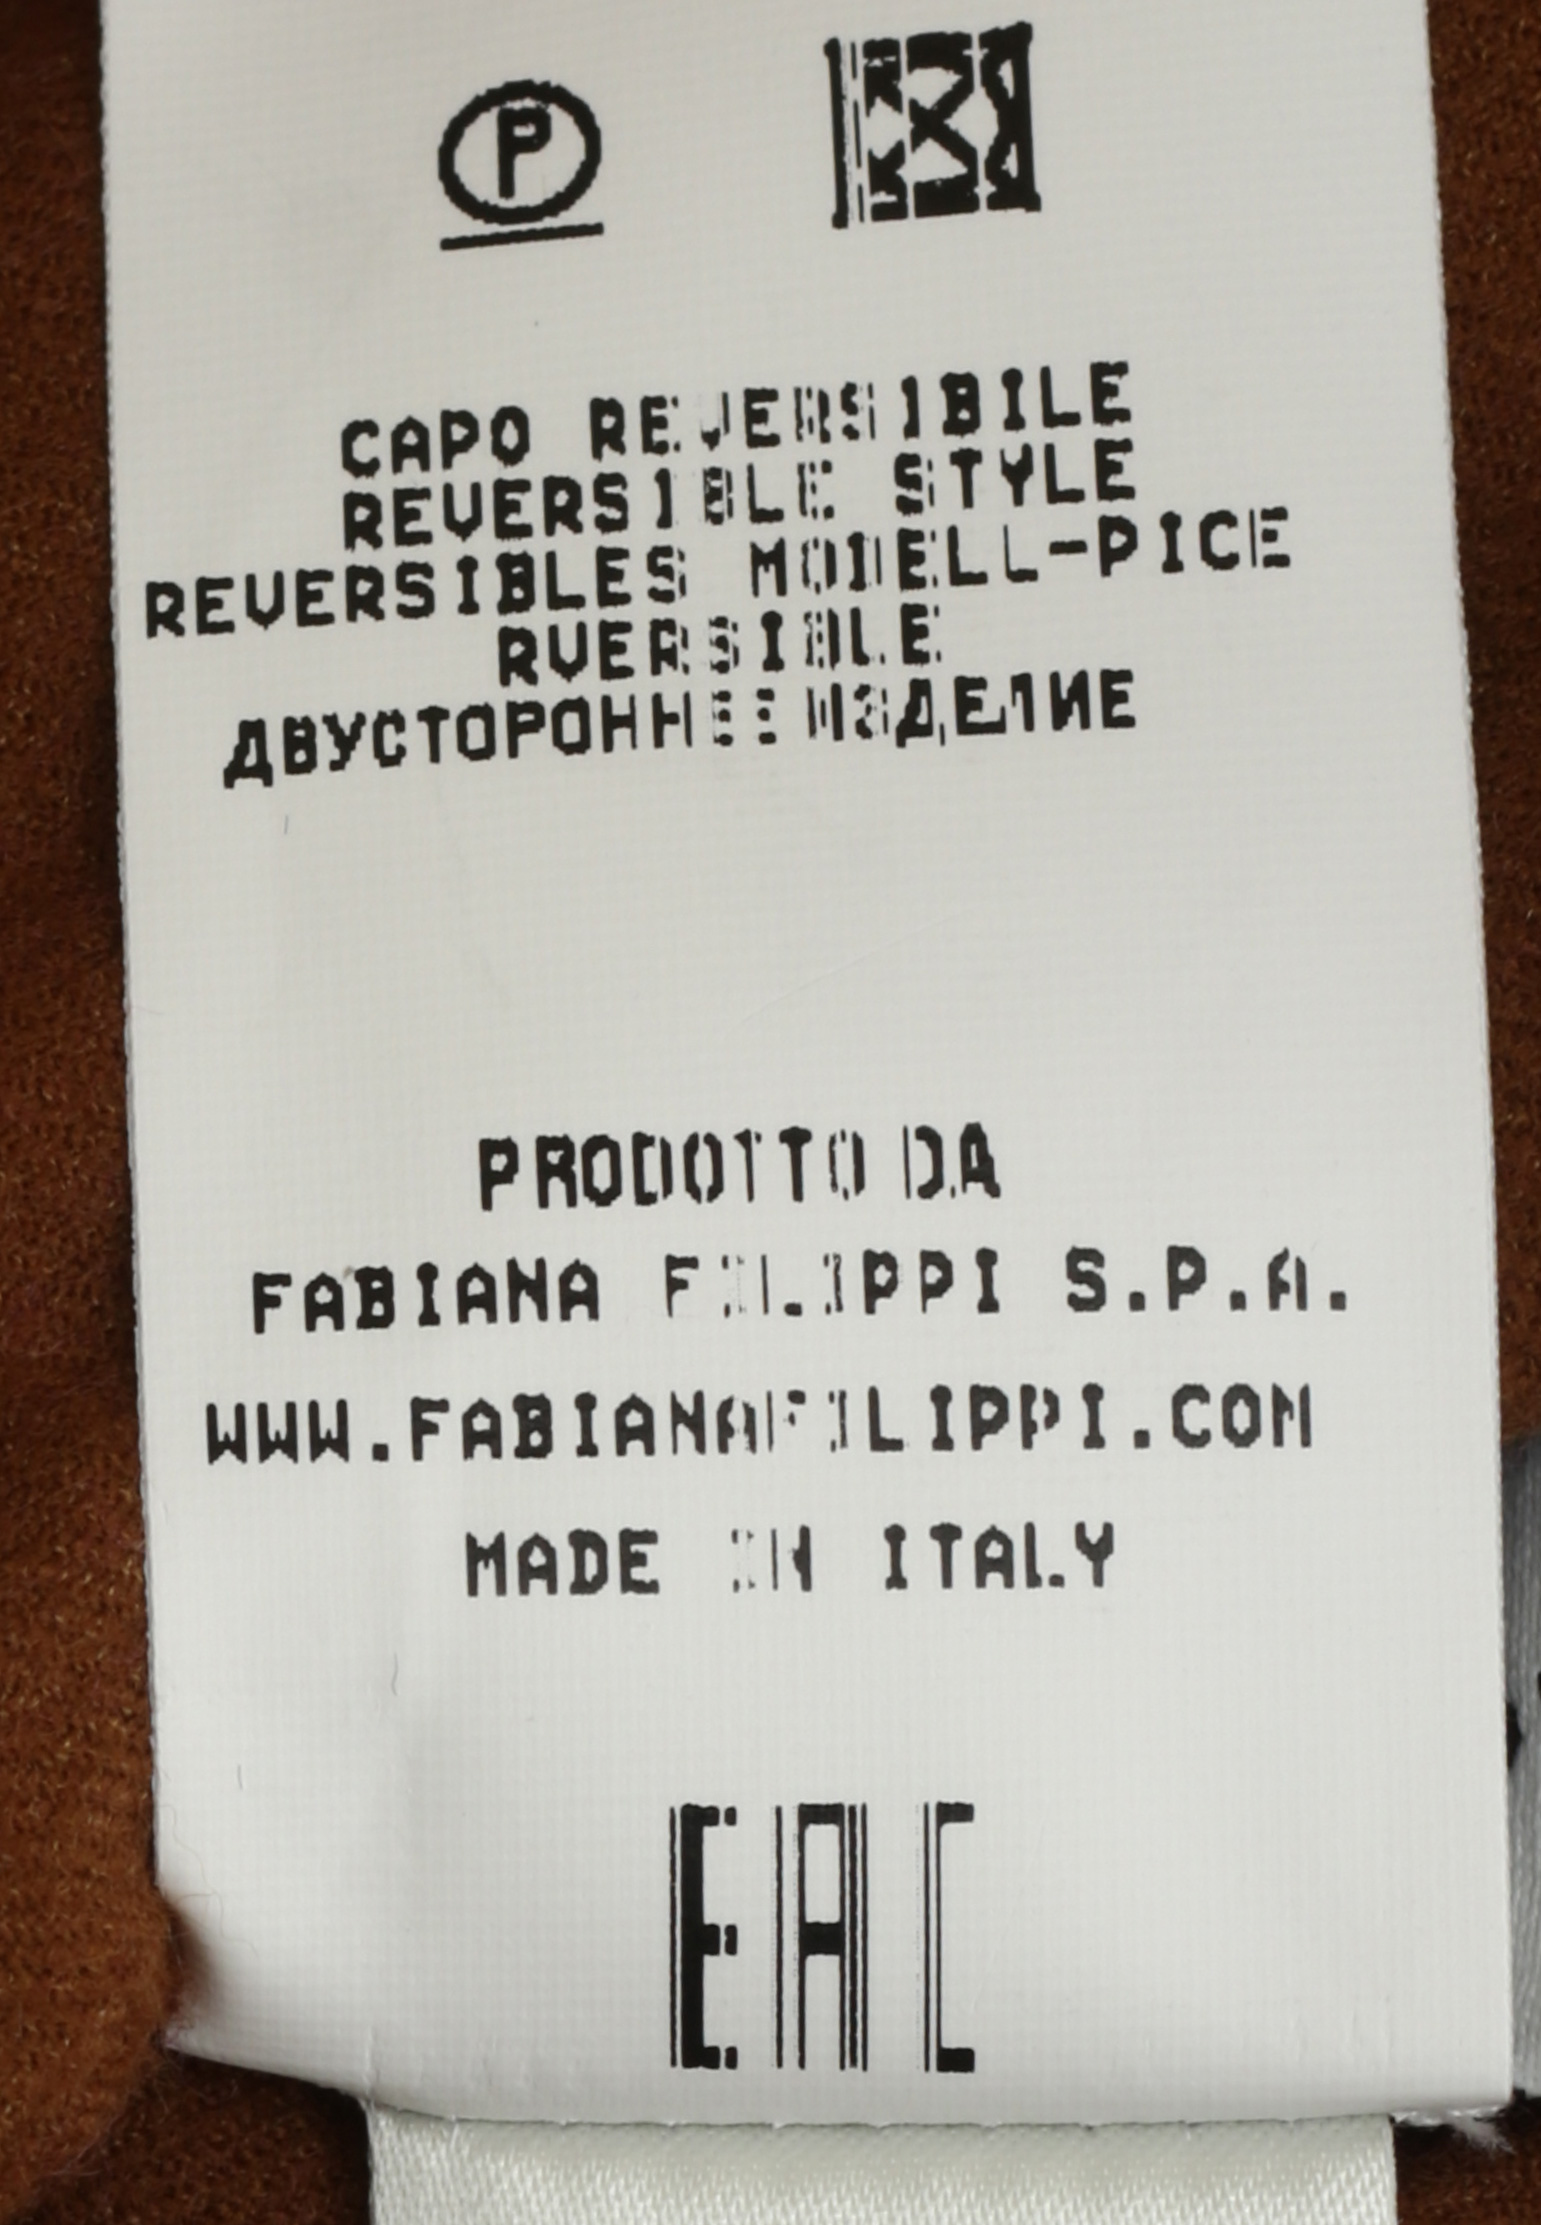 P
CAPO REVERSIBILE
REVERSIBLE STYLE
REVERSIBLES MODELL-PICE
RVERSIBLE
ДВУСТОРОННЕЕ ИЗДЕЛИЕ
PRODOTTO DA
FABIANA FILIPPI S.P.A.
WWW.FABIANAFILIPPI.COM
MADE IN ITALY
EAC